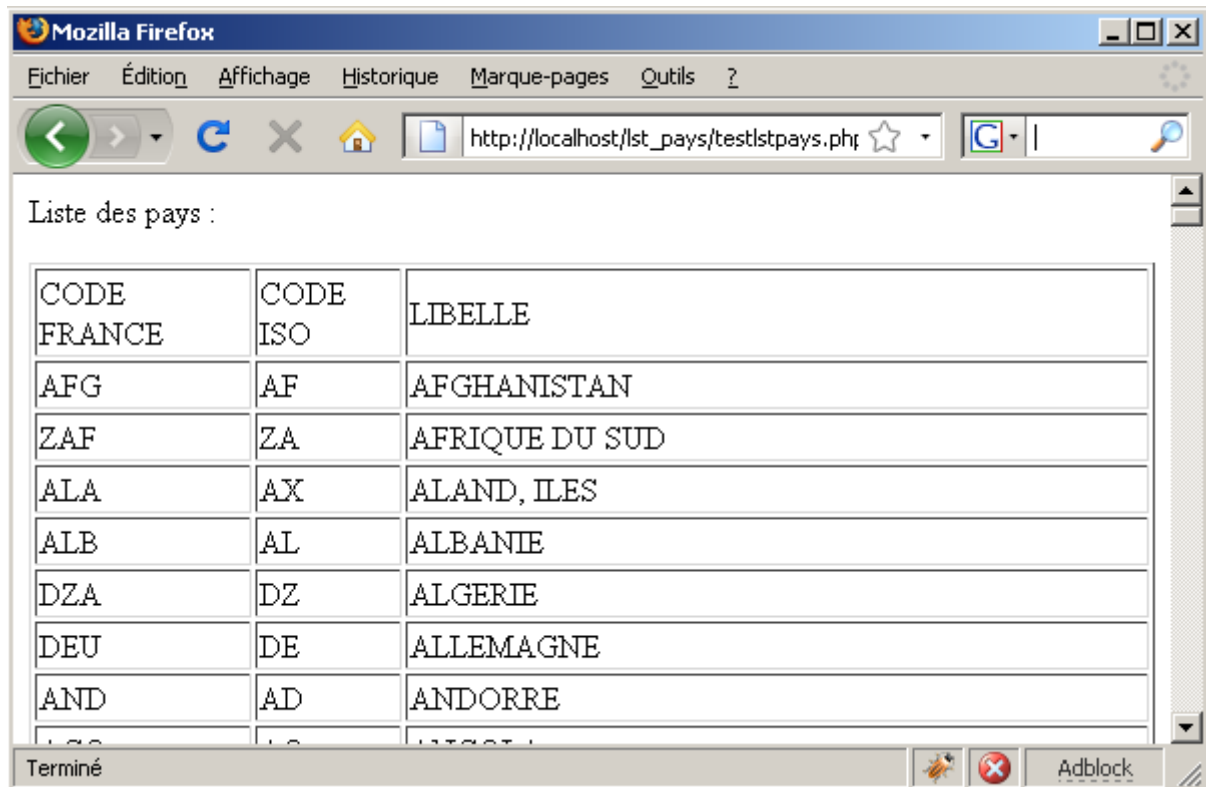 Mozilla Firefox
Fichier Édition Affichage Historique Marque-pages Outils ?
http://localhost/lst_pays/testlstpays.php G
Liste des pays :
CODE FRANCE CODE ISO LIBELLE
AFG AF AFGHANISTAN
ZAF ZA AFRIQUE DU SUD
ALA AX ALAND, ILES
ALB AL ALBANIE
DZA DZ ALGERIE
DEU DE ALLEMAGNE
AND AD ANDORRE
Terminé Adblock